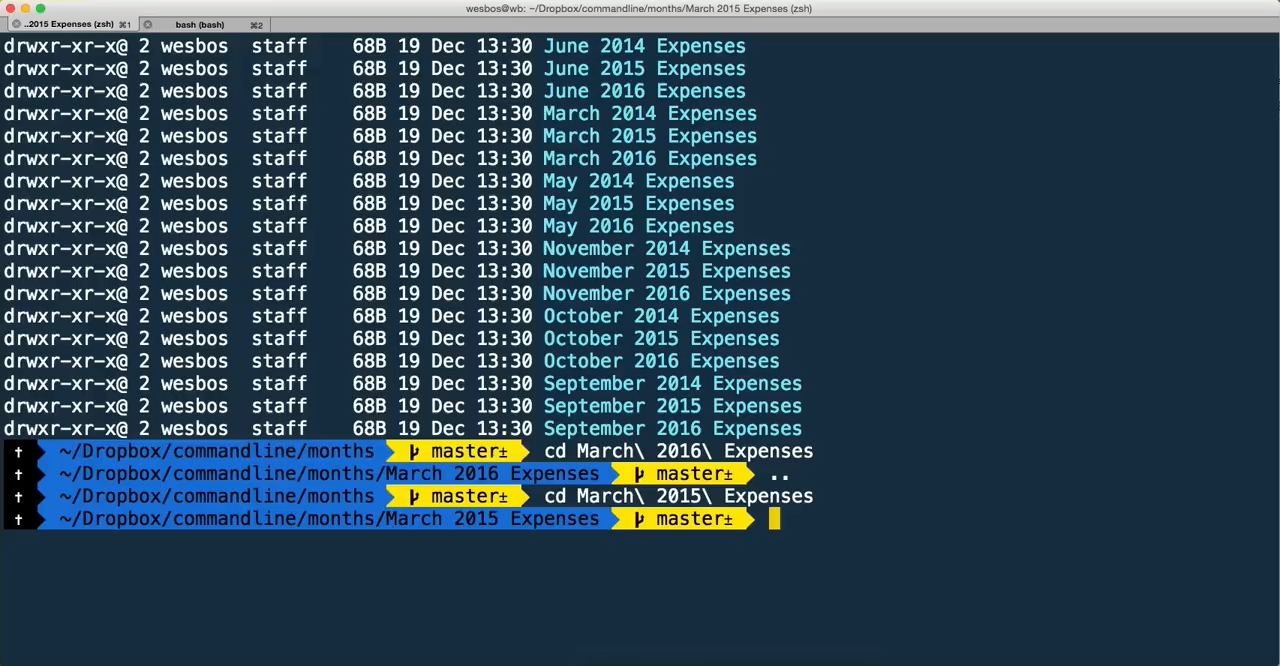 wesbos@wb: ~/Dropbox/commandline/months/March 2015 Expenses (zsh)
..2015 Expenses (zsh) ⌘1 bash (bash) ⌘2
drwxr-xr-x@ 2 wesbos staff 68B 19 Dec 13:30 June 2014 Expenses
drwxr-xr-x@ 2 wesbos staff 68B 19 Dec 13:30 June 2015 Expenses
drwxr-xr-x@ 2 wesbos staff 68B 19 Dec 13:30 June 2016 Expenses
drwxr-xr-x@ 2 wesbos staff 68B 19 Dec 13:30 March 2014 Expenses
drwxr-xr-x@ 2 wesbos staff 68B 19 Dec 13:30 March 2015 Expenses
drwxr-xr-x@ 2 wesbos staff 68B 19 Dec 13:30 March 2016 Expenses
drwxr-xr-x@ 2 wesbos staff 68B 19 Dec 13:30 May 2014 Expenses
drwxr-xr-x@ 2 wesbos staff 68B 19 Dec 13:30 May 2015 Expenses
drwxr-xr-x@ 2 wesbos staff 68B 19 Dec 13:30 May 2016 Expenses
drwxr-xr-x@ 2 wesbos staff 68B 19 Dec 13:30 November 2014 Expenses
drwxr-xr-x@ 2 wesbos staff 68B 19 Dec 13:30 November 2015 Expenses
drwxr-xr-x@ 2 wesbos staff 68B 19 Dec 13:30 November 2016 Expenses
drwxr-xr-x@ 2 wesbos staff 68B 19 Dec 13:30 October 2014 Expenses
drwxr-xr-x@ 2 wesbos staff 68B 19 Dec 13:30 October 2015 Expenses
drwxr-xr-x@ 2 wesbos staff 68B 19 Dec 13:30 October 2016 Expenses
drwxr-xr-x@ 2 wesbos staff 68B 19 Dec 13:30 September 2014 Expenses
drwxr-xr-x@ 2 wesbos staff 68B 19 Dec 13:30 September 2015 Expenses
drwxr-xr-x@ 2 wesbos staff 68B 19 Dec 13:30 September 2016 Expenses
✝ ~/Dropbox/commandline/months master± cd March\ 2016\ Expenses
✝ ~/Dropbox/commandline/months/March 2016 Expenses master± ..
✝ ~/Dropbox/commandline/months master± cd March\ 2015\ Expenses
✝ ~/Dropbox/commandline/months/March 2015 Expenses master±